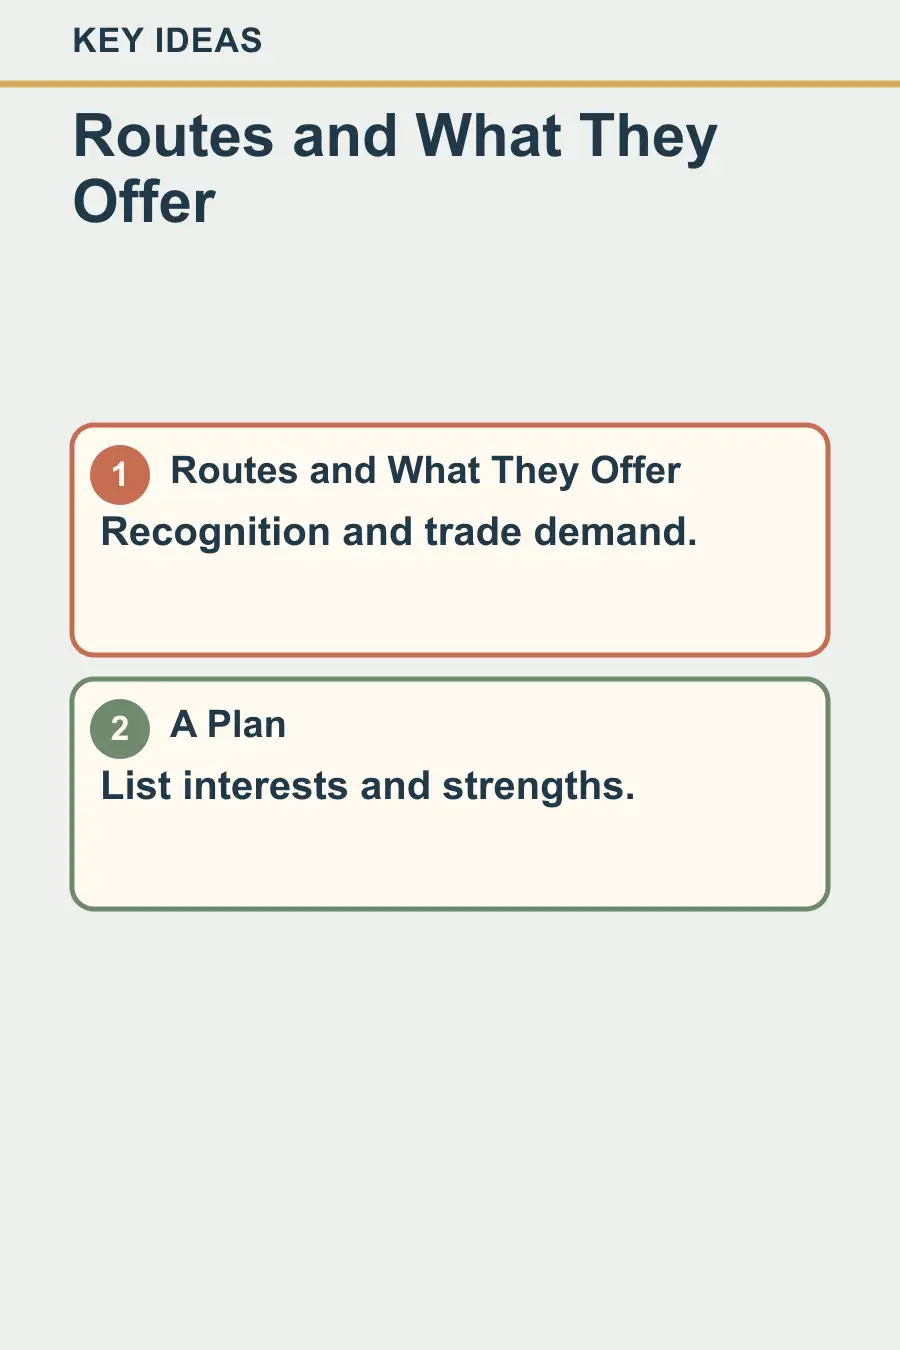 KEY IDEAS
Routes and What They
Offer
1 Routes and What They Offer
Recognition and trade demand.
2 A Plan
List interests and strengths.